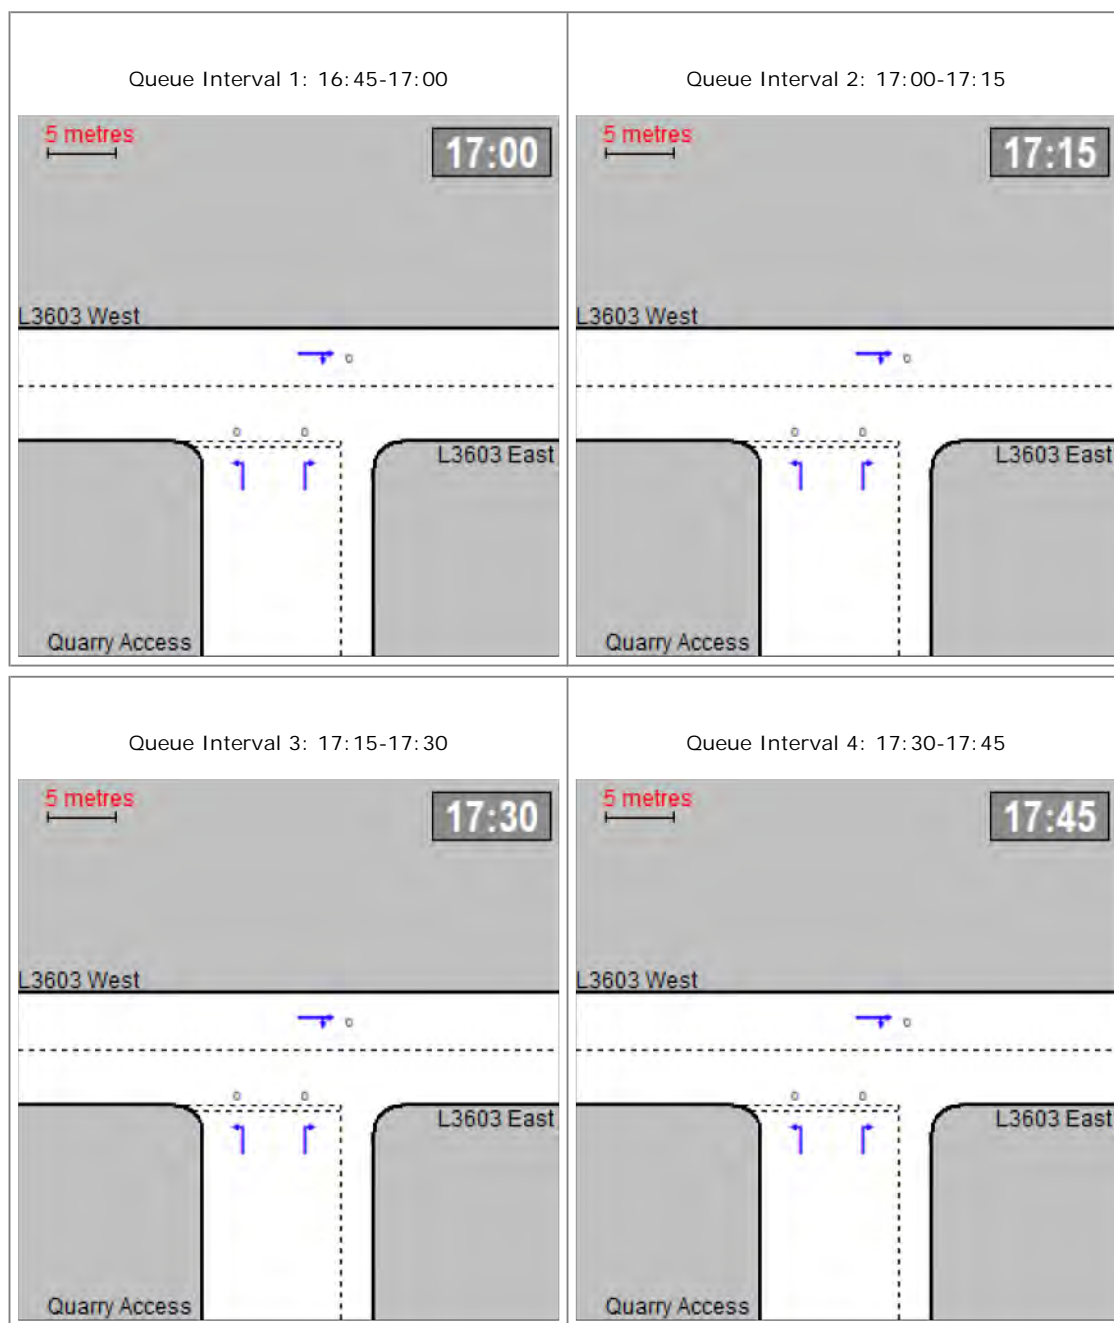 Queue Interval 1: 16:45-17:00
5 metres
17:00
L3603 West
0
0 0
L3603 East
Quarry Access
Queue Interval 2: 17:00-17:15
5 metres
17:15
L3603 West
0
0 0
L3603 East
Quarry Access
Queue Interval 3: 17:15-17:30
5 metres
17:30
L3603 West
0
0 0
L3603 East
Quarry Access
Queue Interval 4: 17:30-17:45
5 metres
17:45
L3603 West
0
0 0
L3603 East
Quarry Access